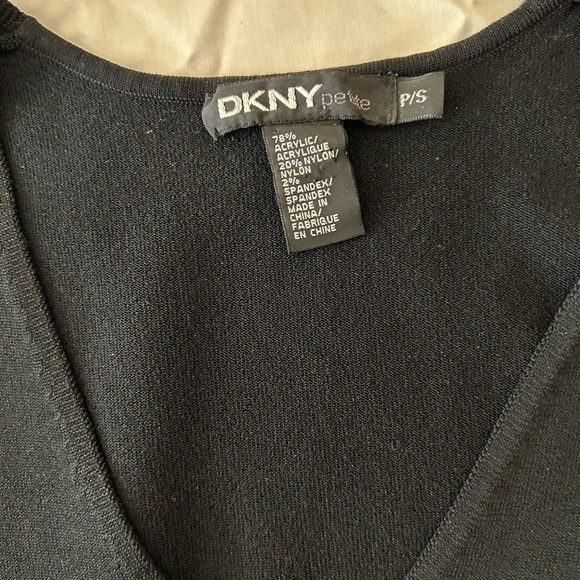 DKNY petite P/S
78%
ACRYLIC/
ACRYLIQUE
20% NYLON/
NYLON
2%
SPANDEX/
SPANDEX
MADE IN
CHINA/
FABRIQUE
EN CHINE